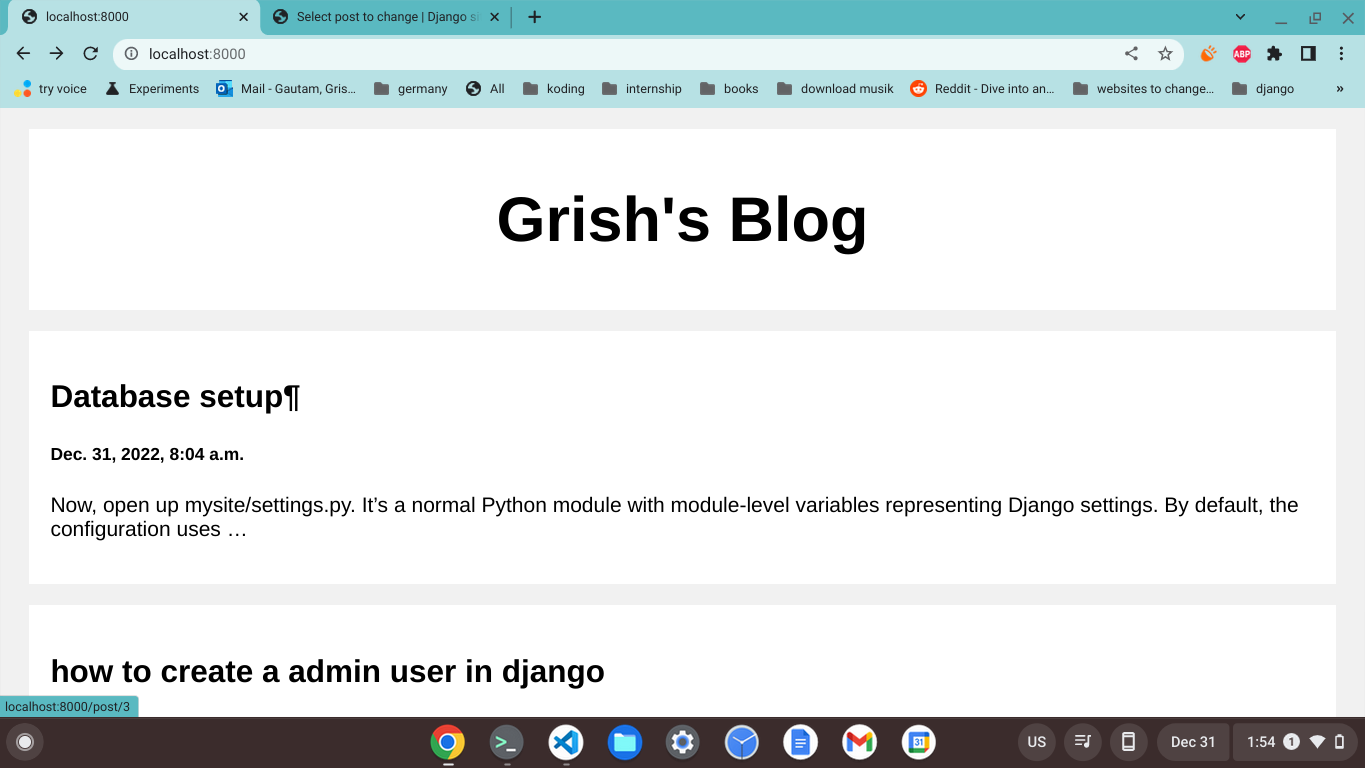 localhost:8000
Select post to change | Django si
localhost:8000
ABP
try voice
Experiments
Mail - Gautam, Gris...
germany
All
koding
internship
books
download musik
Reddit - Dive into an...
websites to change...
django
»
Grish's Blog
Database setup¶
Dec. 31, 2022, 8:04 a.m.
Now, open up mysite/settings.py. It’s a normal Python module with module-level variables representing Django settings. By default, the
configuration uses …
how to create a admin user in django
localhost:8000/post/3
31
US
Dec 31
1:54
1